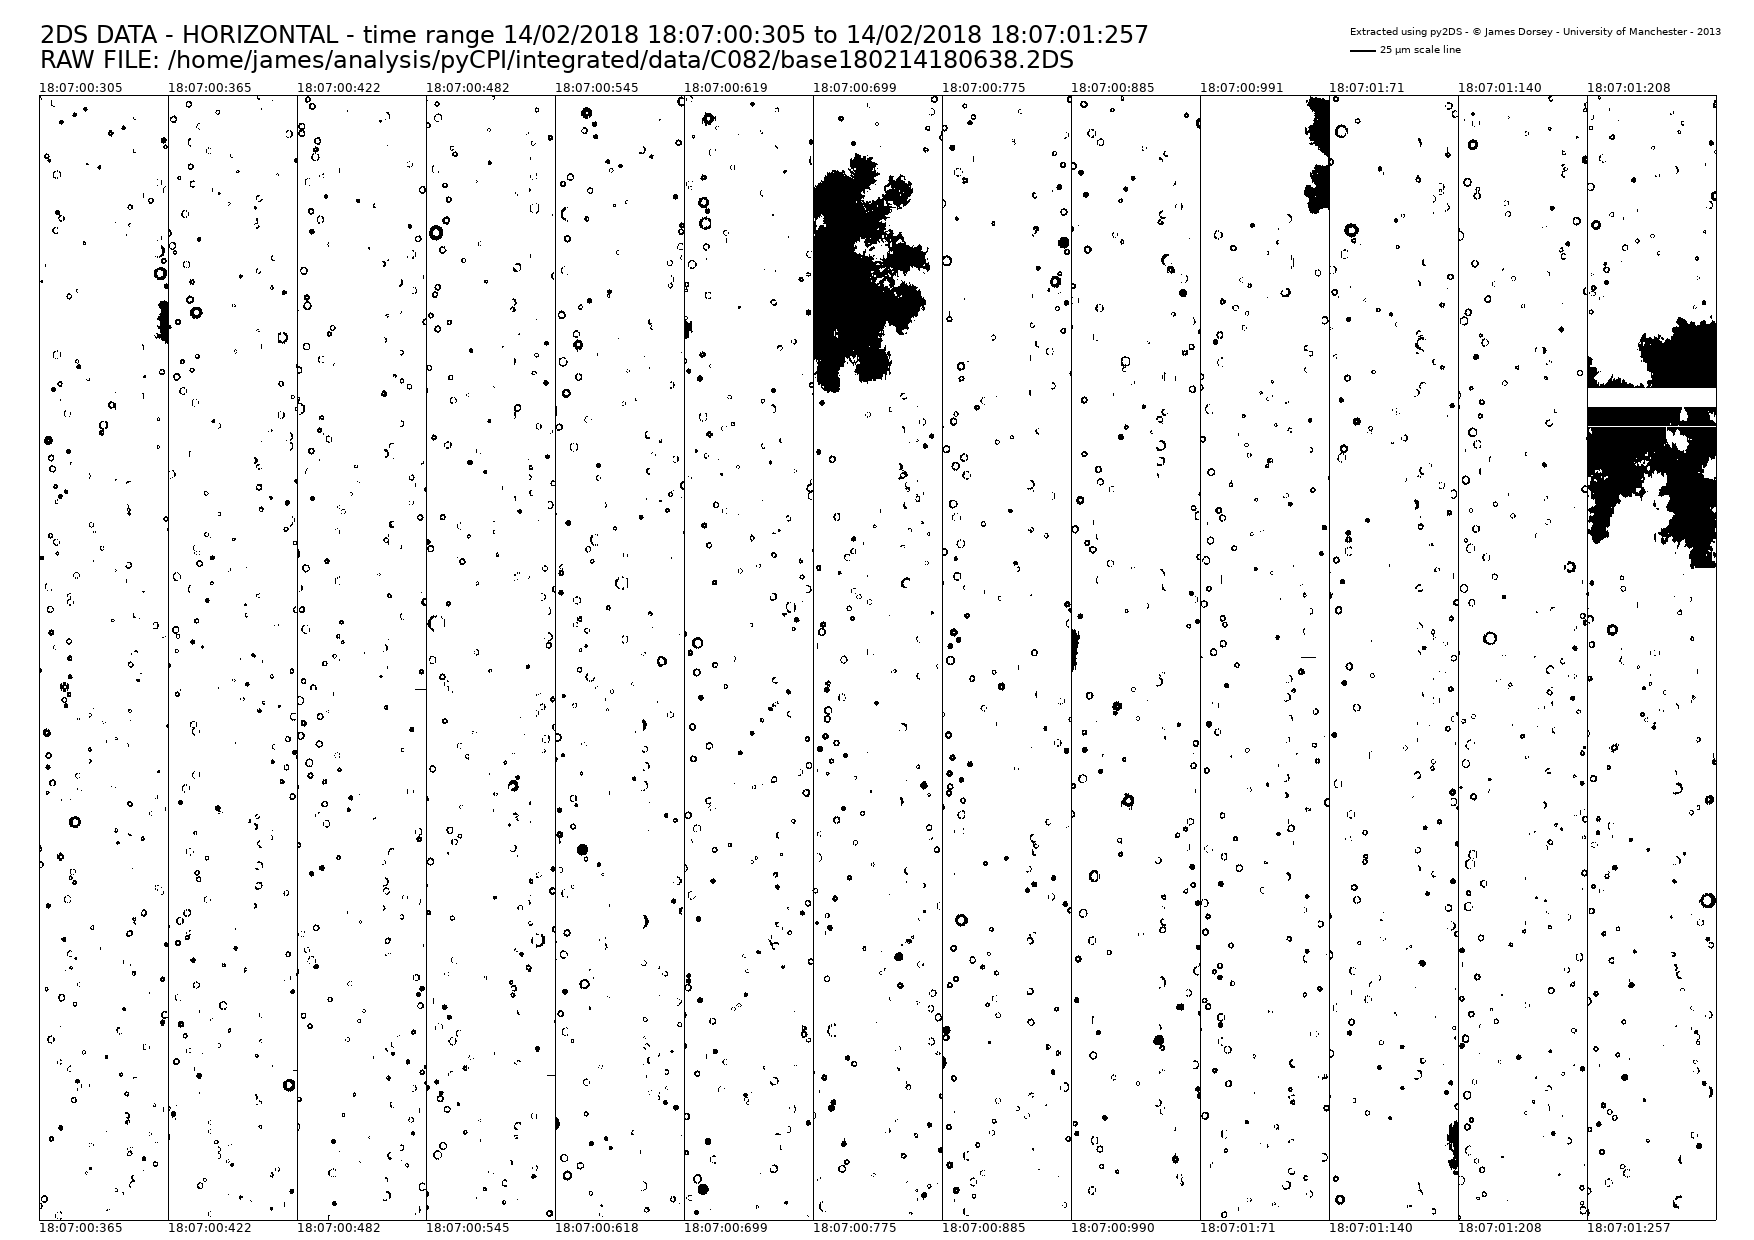 2DS DATA - HORIZONTAL - time range 14/02/2018 18:07:00:305 to 14/02/2018 18:07:01:257
RAW FILE: /home/james/analysis/pyCPI/integrated/data/C082/base180214180638.2DS
Extracted using py2DS - © James Dorsey - University of Manchester - 2013
25 µm scale line
18:07:00:305 18:07:00:365 18:07:00:422 18:07:00:482 18:07:00:545 18:07:00:619 18:07:00:699 18:07:00:775 18:07:00:885 18:07:00:991 18:07:01:71 18:07:01:140 18:07:01:208
18:07:00:365 18:07:00:422 18:07:00:482 18:07:00:545 18:07:00:618 18:07:00:699 18:07:00:775 18:07:00:885 18:07:00:990 18:07:01:71 18:07:01:140 18:07:01:208 18:07:01:257